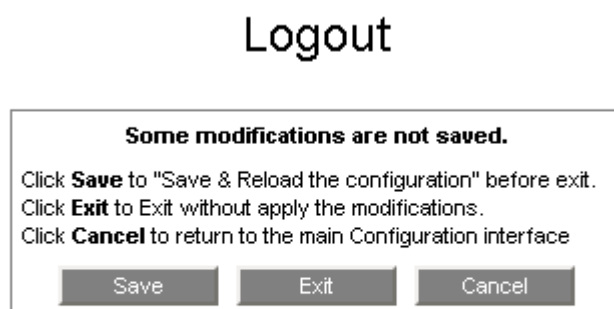 Logout
Some modifications are not saved.
Click Save to "Save & Reload the configuration" before exit.
Click Exit to Exit without apply the modifications.
Click Cancel to return to the main Configuration interface
Save Exit Cancel